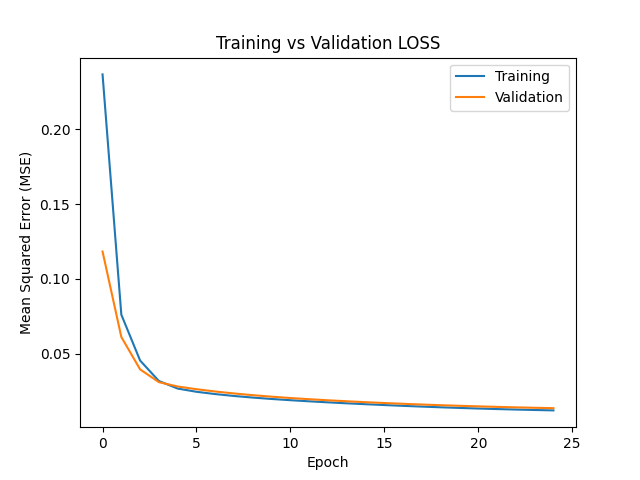 Training vs Validation LOSS
Training
Validation
Mean Squared Error (MSE)
0.20
0.15
0.10
0.05
0
5
10
15
20
25
Epoch